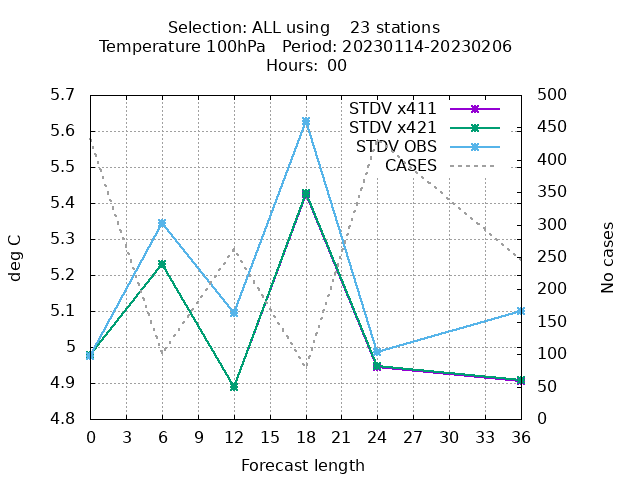 Selection: ALL using 23 stations
Temperature 100hPa Period: 20230114-20230206
Hours: 00
5.7
5.6
5.5
5.4
5.3
5.2
5.1
5
4.9
4.8
deg C
STDV x411
STDV x421
STDV OBS
CASES
500
450
400
350
300
250
200
150
100
50
0
No cases
0 3 6 9 12 15 18 21 24 27 30 33 36
Forecast length